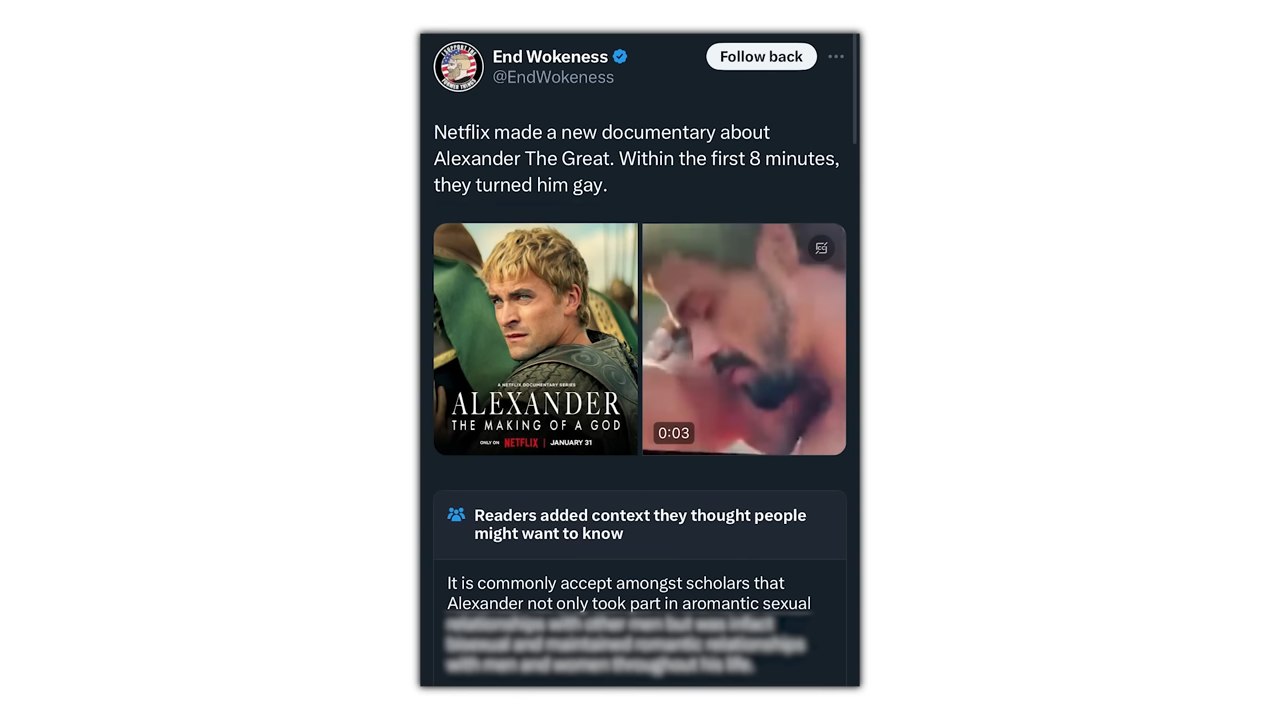 End Wokeness
Follow back
@EndWokeness
Netflix made a new documentary about
Alexander The Great. Within the first 8 minutes,
they turned him gay.
A NETFLIX DOCUMENTARY SERIES
ALEXANDER
THE MAKING OF A GOD
ONLY ON NETFLIX | JANUARY 31
0:03
Readers added context they thought people
might want to know
It is commonly accept amongst scholars that
Alexander not only took part in aromantic sexual